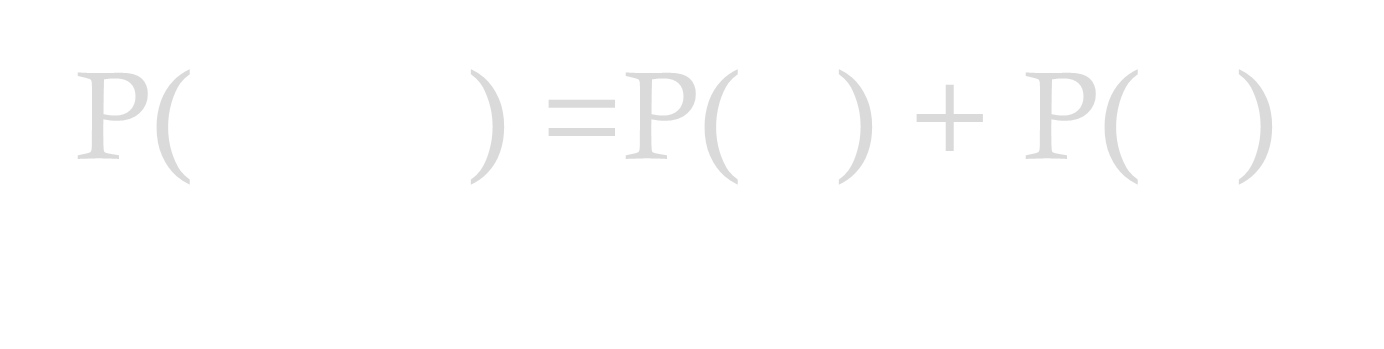 P( ) =P( ) + P( )